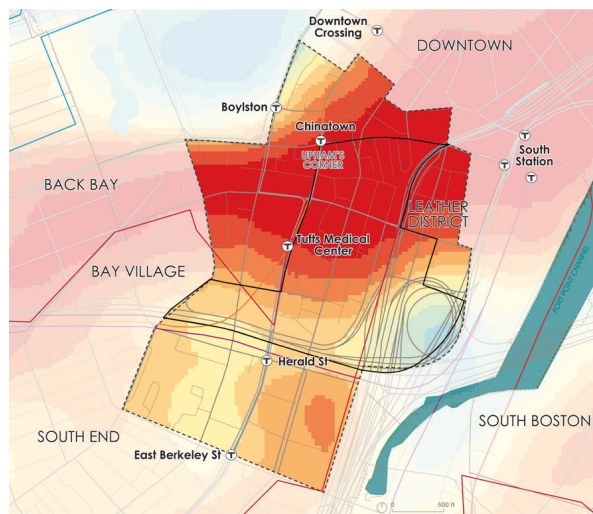 Downtown
Crossing
DOWNTOWN
Boylston
Chinatown
UPHAM'S
CORNER
South
Station
BACK BAY
LEATHER
DISTRICT
Tufts Medical
Center
BAY VILLAGE
FORT POINT CHANNEL
Herald St
SOUTH END
East Berkeley St
SOUTH BOSTON
0
500 ft
T
T
T
T
T
T
T
T
T